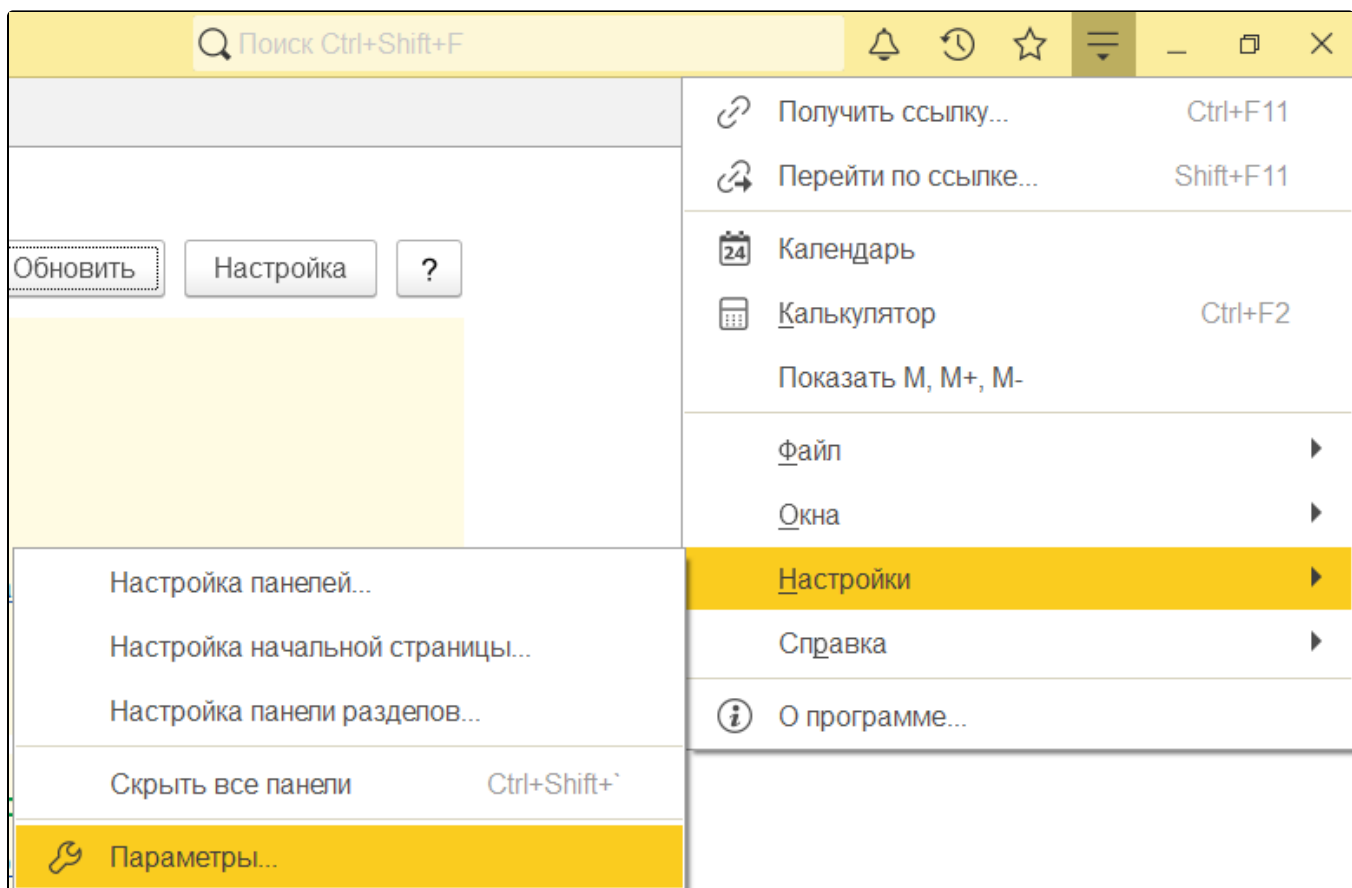 Поиск Ctrl+Shift+F
Получить ссылку... Ctrl+F11
Перейти по ссылке... Shift+F11
Обновить Настройка ?
24 Календарь
Калькулятор Ctrl+F2
Показать M, M+, M-
Файл
Окна
Настройки
Справка
О программе...
Настройка панелей...
Настройка начальной страницы...
Настройка панели разделов...
Скрыть все панели Ctrl+Shift+`
Параметры...